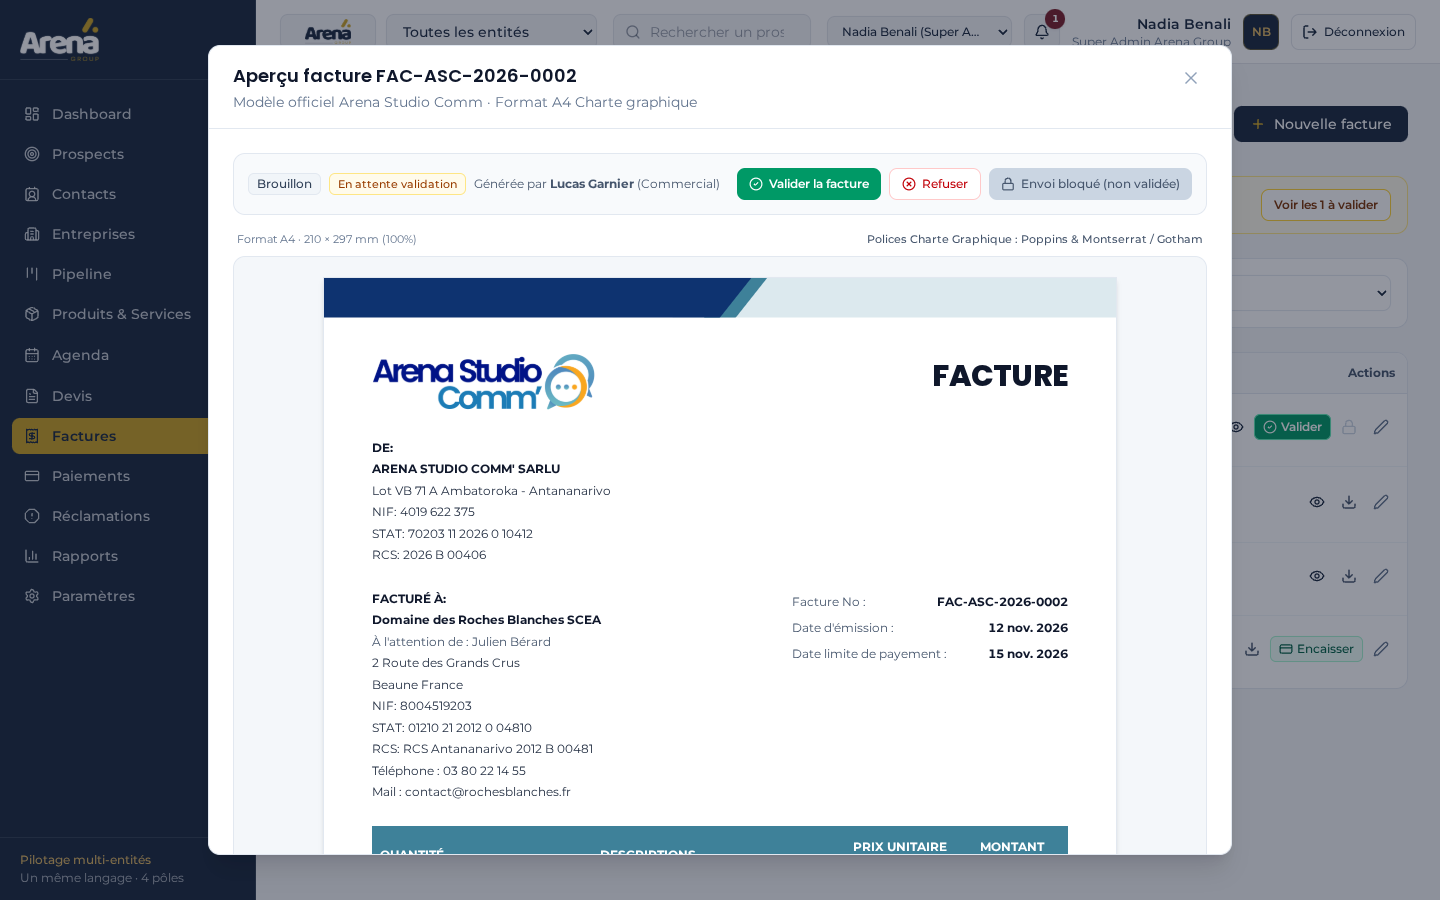 Arena
GROUP
Dashboard
Prospects
Contacts
Entreprises
Pipeline
Produits & Services
Agenda
Devis
Factures
Paiements
Réclamations
Rapports
Paramètres
Pilotage multi-entités
Un même langage · 4 pôles
Arena
Toutes les entités
Rechercher un pros
Nadia Benali (Super A...
1
Nadia Benali
Super Admin Arena Group
NB
Déconnexion
Nouvelle facture
Voir les 1 à valider
Actions
Valider
Encaisser
Aperçu facture FAC-ASC-2026-0002
Modèle officiel Arena Studio Comm · Format A4 Charte graphique
Brouillon
En attente validation
Générée par Lucas Garnier (Commercial)
Valider la facture
Refuser
Envoi bloqué (non validée)
Format A4 · 210 × 297 mm (100%)
Polices Charte Graphique : Poppins & Montserrat / Gotham
Arena Studio
Comm'
FACTURE
DE:
ARENA STUDIO COMM' SARLU
Lot VB 71 A Ambatoroka - Antananarivo
NIF: 4019 622 375
STAT: 70203 11 2026 0 10412
RCS: 2026 B 00406
FACTURÉ À:
Domaine des Roches Blanches SCEA
À l'attention de : Julien Bérard
2 Route des Grands Crus
Beaune France
NIF: 8004519203
STAT: 01210 21 2012 0 04810
RCS: RCS Antananarivo 2012 B 00481
Téléphone : 03 80 22 14 55
Mail : contact@rochesblanches.fr
Facture No : FAC-ASC-2026-0002
Date d'émission : 12 nov. 2026
Date limite de payement : 15 nov. 2026
QUANTITÉ
DESCRIPTIONS
PRIX UNITAIRE
MONTANT